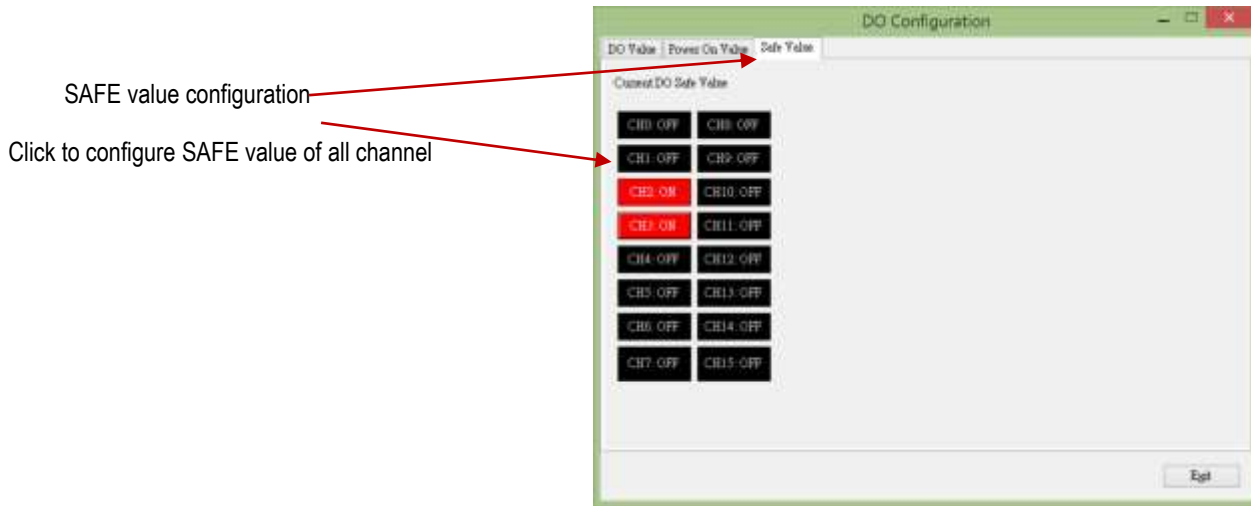 DO Configuration
DO Value Power On Value Safe Value
SAFE value configuration
Current DO Safe Value
Click to configure SAFE value of all channel
CH0: OFF CH8: OFF
CH1: OFF CH9: OFF
CH2: ON CH10: OFF
CH3: ON CH11: OFF
CH4: OFF CH12: OFF
CH5: OFF CH13: OFF
CH6: OFF CH14: OFF
CH7: OFF CH15: OFF
Exit